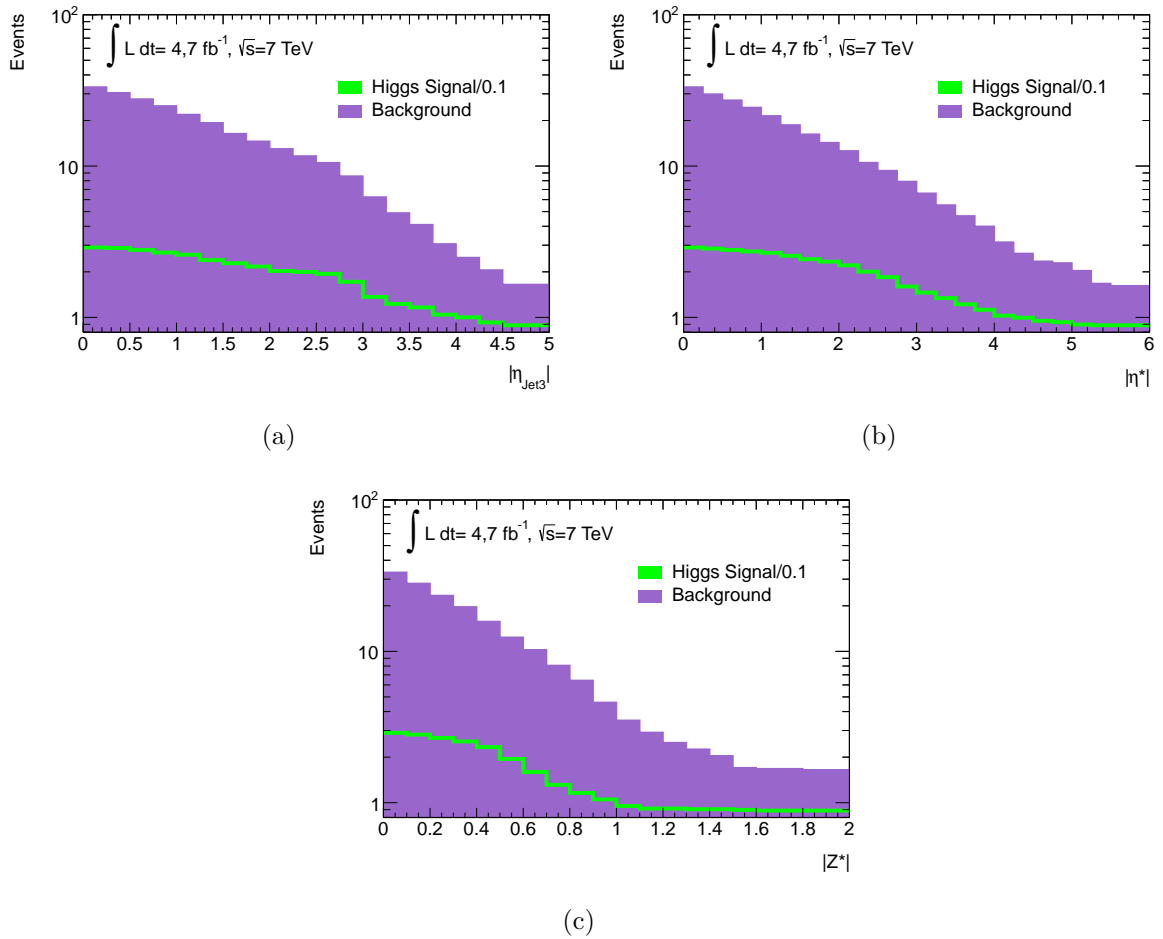 Events
10²
10
1
∫ L dt= 4,7 fb⁻¹, √s=7 TeV
Higgs Signal/0.1
Background
0 0.5 1 1.5 2 2.5 3 3.5 4 4.5 5
|η_Jet3|
(a)
Events
10²
10
1
∫ L dt= 4,7 fb⁻¹, √s=7 TeV
Higgs Signal/0.1
Background
0 1 2 3 4 5 6
|η*|
(b)
Events
10²
10
1
∫ L dt= 4,7 fb⁻¹, √s=7 TeV
Higgs Signal/0.1
Background
0 0.2 0.4 0.6 0.8 1 1.2 1.4 1.6 1.8 2
|Z*|
(c)